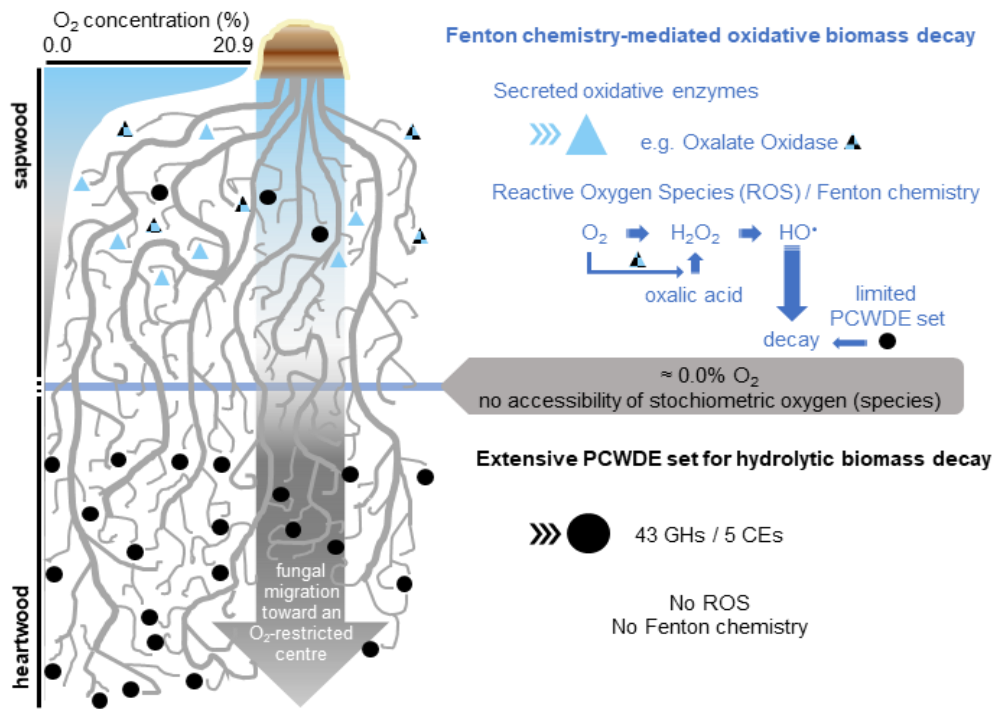 O₂ concentration (%)
0.0 20.9
sapwood
heartwood
fungal
migration
toward an
O₂-restricted
centre
Fenton chemistry-mediated oxidative biomass decay
Secreted oxidative enzymes
e.g. Oxalate Oxidase
Reactive Oxygen Species (ROS) / Fenton chemistry
O₂ H₂O₂ HO•
oxalic acid
limited
PCWDE set
decay
≈ 0.0% O₂
no accessibility of stochiometric oxygen (species)
Extensive PCWDE set for hydrolytic biomass decay
43 GHs / 5 CEs
No ROS
No Fenton chemistry